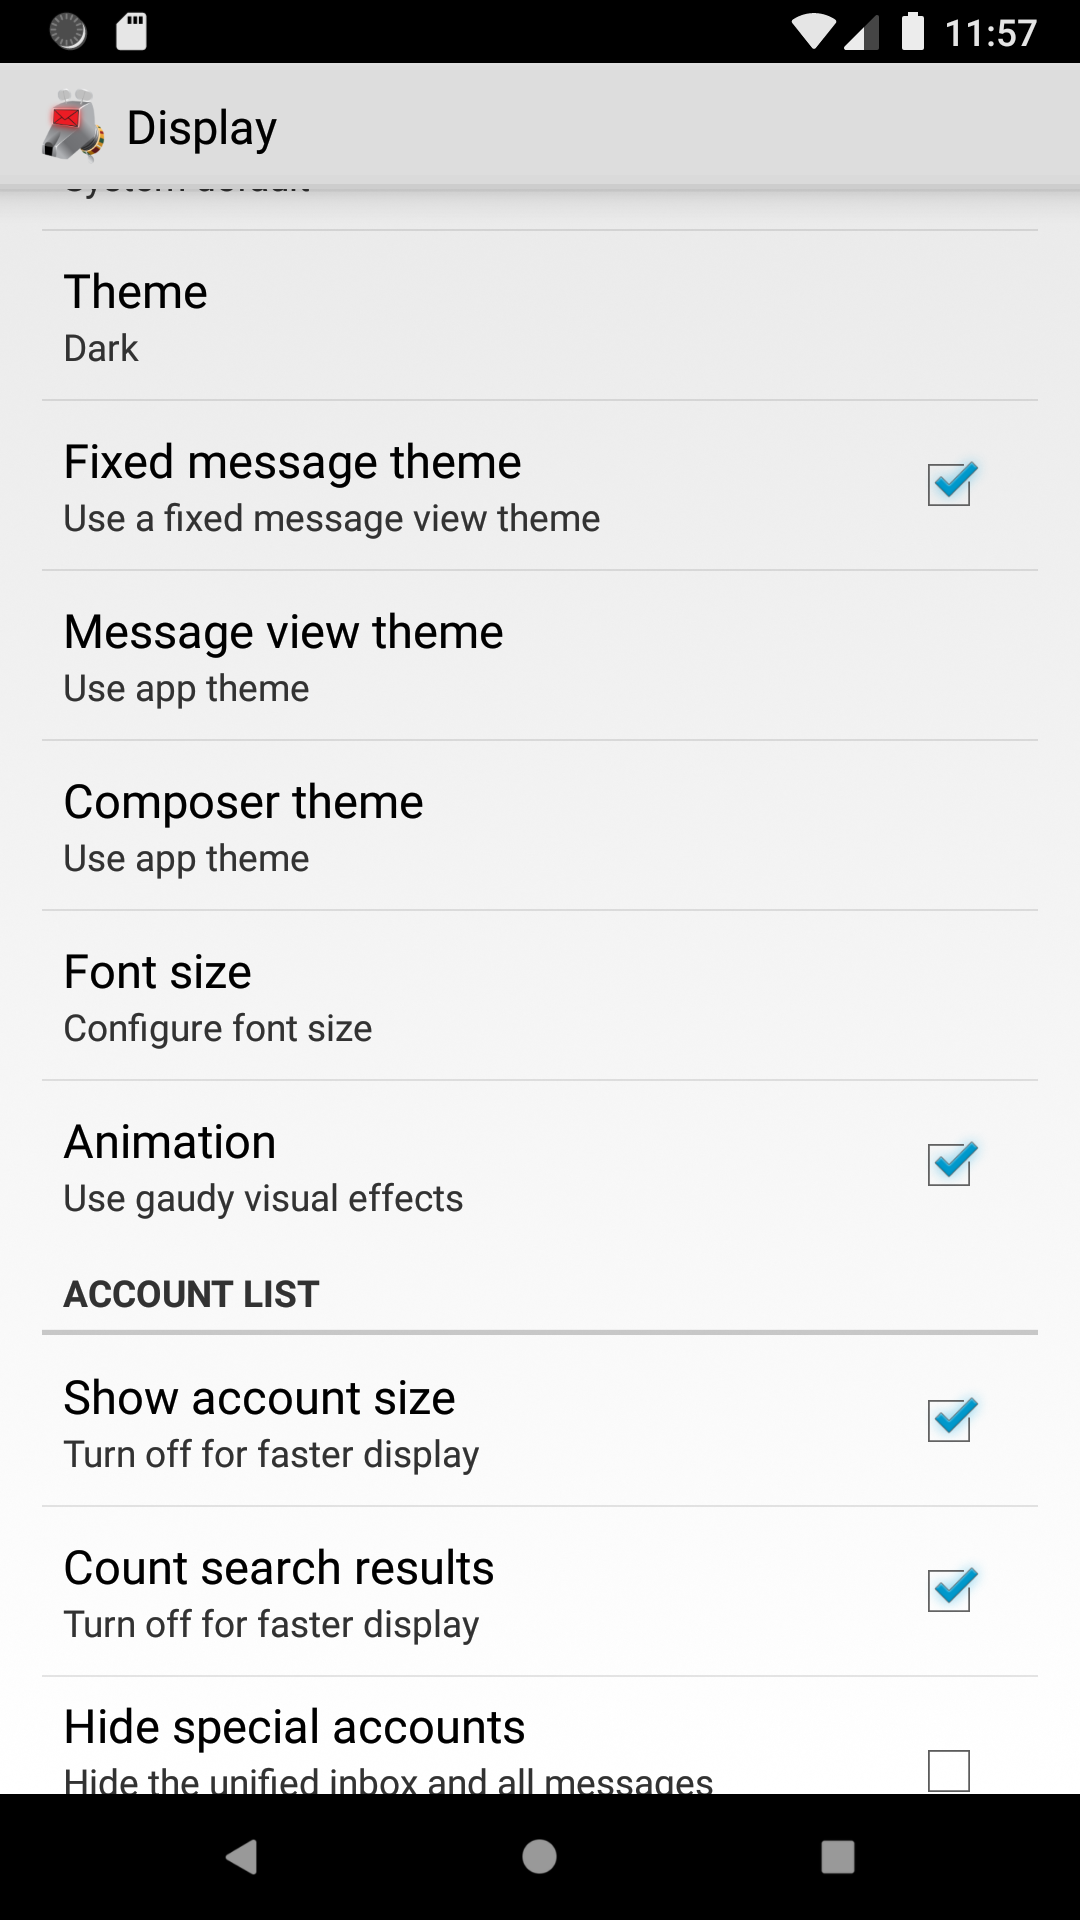 11:57
Display
System default
Theme
Dark
Fixed message theme
Use a fixed message view theme
Message view theme
Use app theme
Composer theme
Use app theme
Font size
Configure font size
Animation
Use gaudy visual effects
ACCOUNT LIST
Show account size
Turn off for faster display
Count search results
Turn off for faster display
Hide special accounts
Hide the unified inbox and all messages